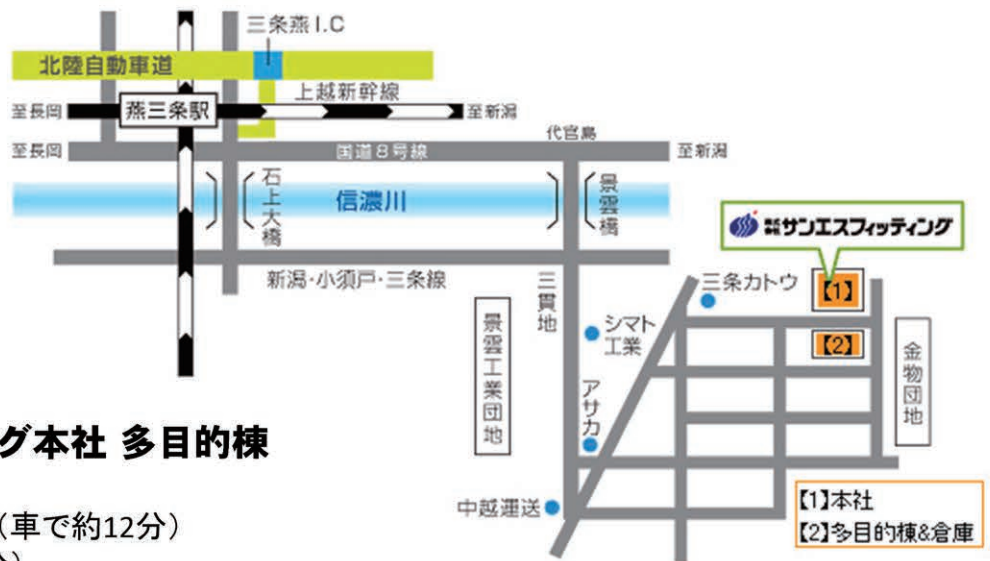 三条燕I.C
北陸自動車道
上越新幹線
至長岡
燕三条駅
至新潟
代官島
至長岡
国道8号線
至新潟
石上大橋
信濃川
景雲橋
株式会社サンエスフィッティング
新潟・小須戸・三条線
三貫地
三条カトウ
【1】
景雲工業団地
シマト
工業
【2】
金物団地
アサカ
グ本社 多目的棟
中越運送
【1】本社
【2】多目的棟&倉庫
（車で約12分）